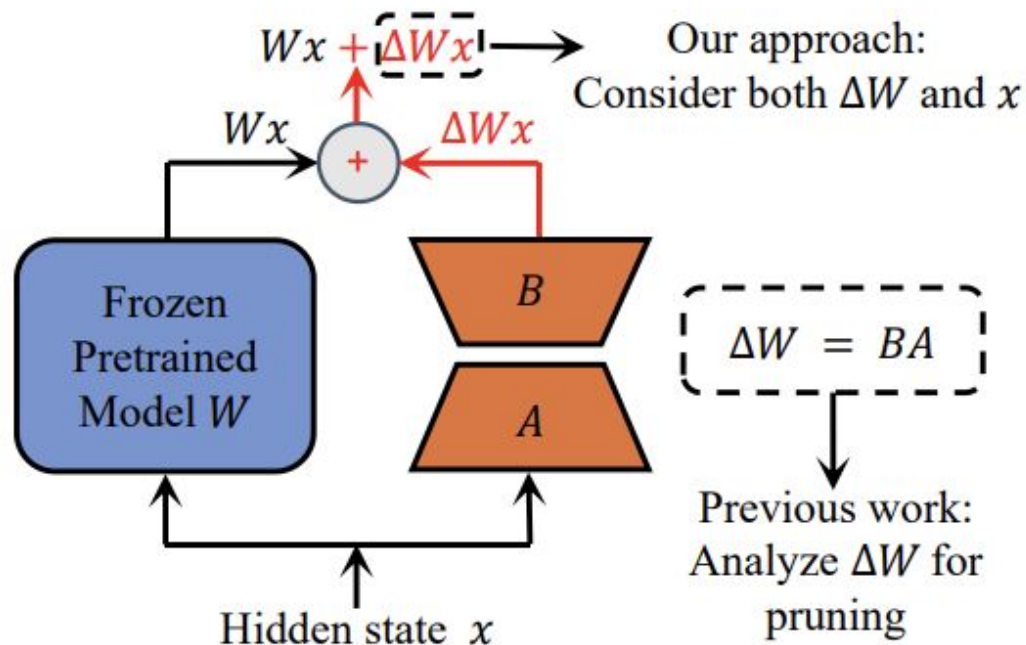 Wx + ΔWx
Our approach:
Consider both ΔW and x
Wx
+
ΔWx
Frozen
Pretrained
Model W
B
A
ΔW = BA
Previous work:
Analyze ΔW for
pruning
Hidden state x